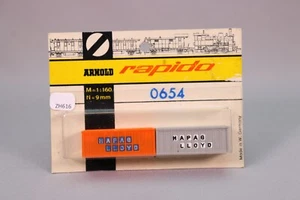 ARNOLD rapido
M=1:160
N=9mm
0654
ZH616
HAPAG
LLOYD
HAPAG
LLOYD